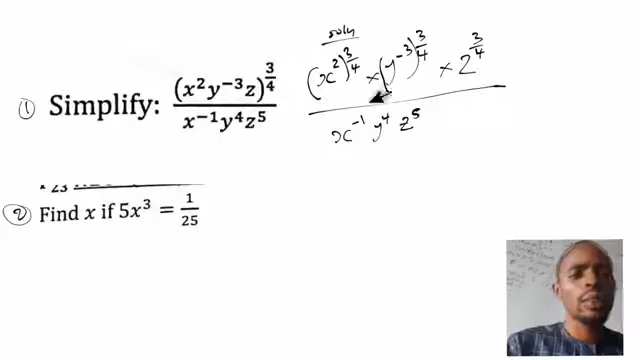 ① Simplify: (x²y⁻³z)^(3/4) / x⁻¹y⁴z⁵
soln
(x²)^(3/4) × (y⁻³)^(3/4) × z^(3/4) / x⁻¹ y⁴ z⁵
② Find x if 5x³ = 1/25